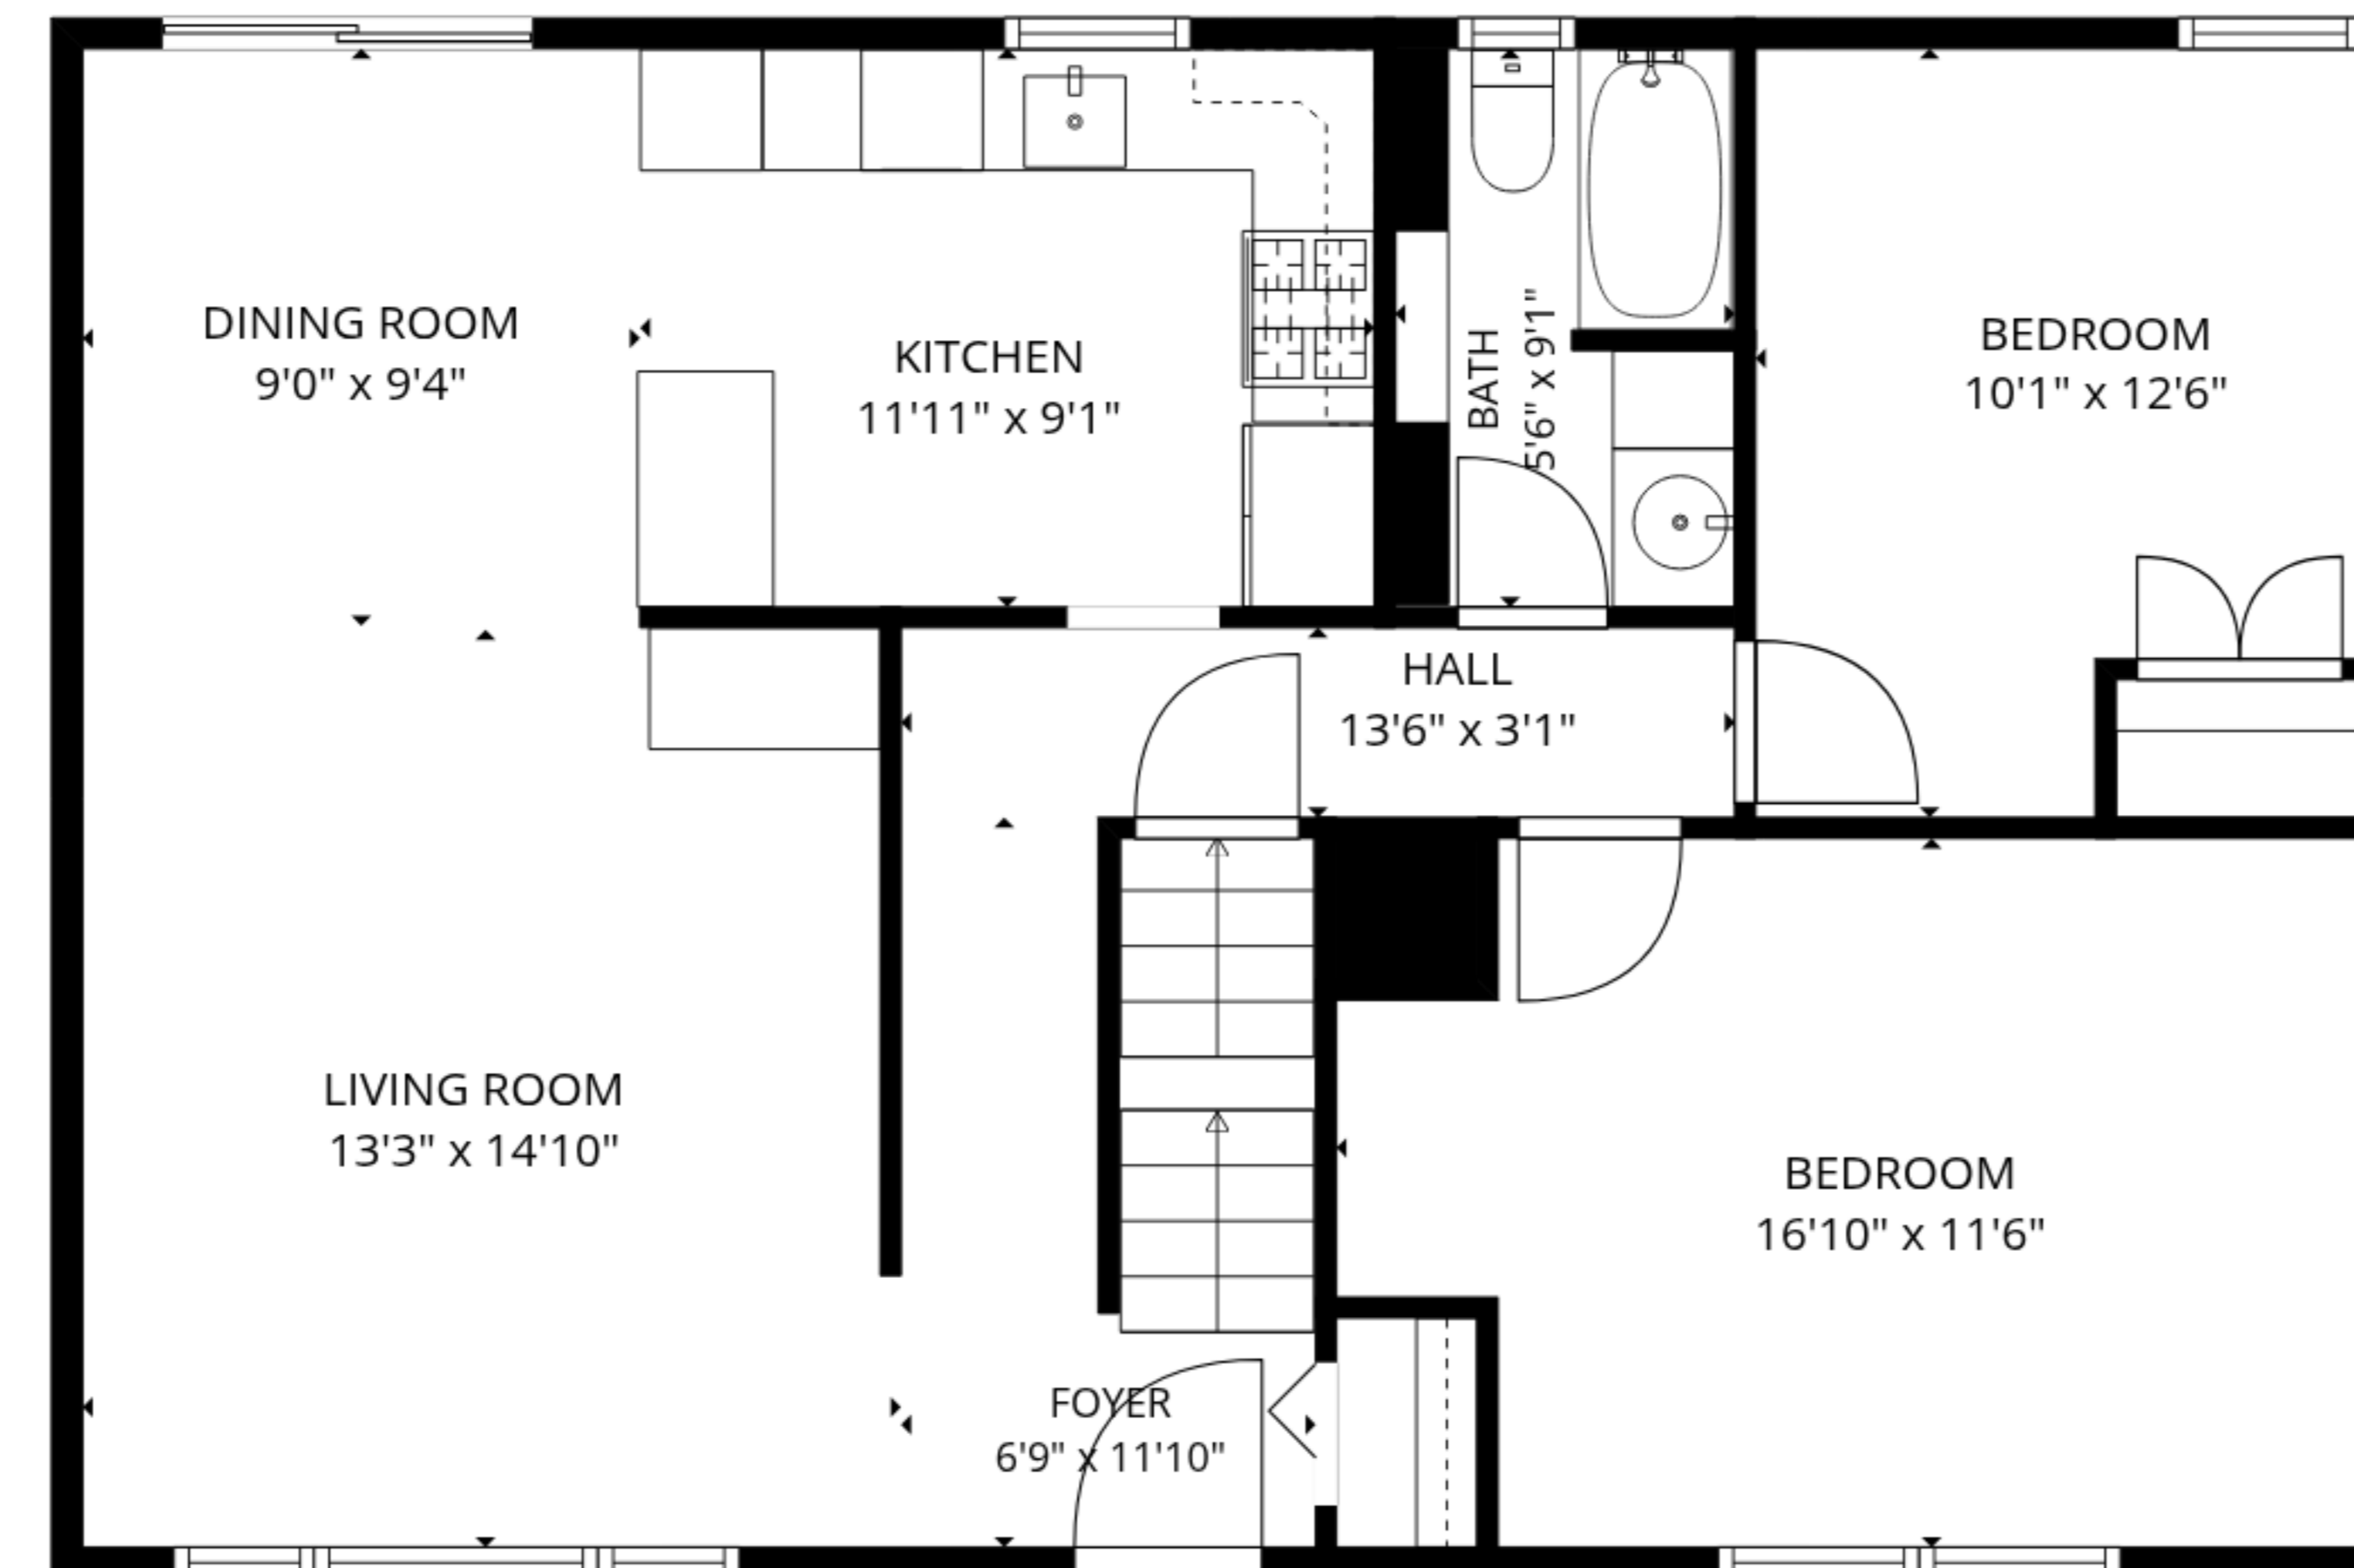 DINING ROOM
9'0" x 9'4"
KITCHEN
11'11" x 9'1"
BATH
5'6" x 9'1"
BEDROOM
10'1" x 12'6"
HALL
13'6" x 3'1"
LIVING ROOM
13'3" x 14'10"
BEDROOM
16'10" x 11'6"
FOYER
6'9" x 11'10"